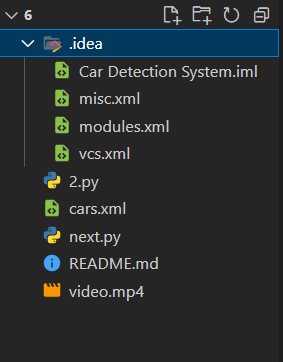 6
.idea
Car Detection System.iml
misc.xml
modules.xml
vcs.xml
2.py
cars.xml
next.py
README.md
video.mp4